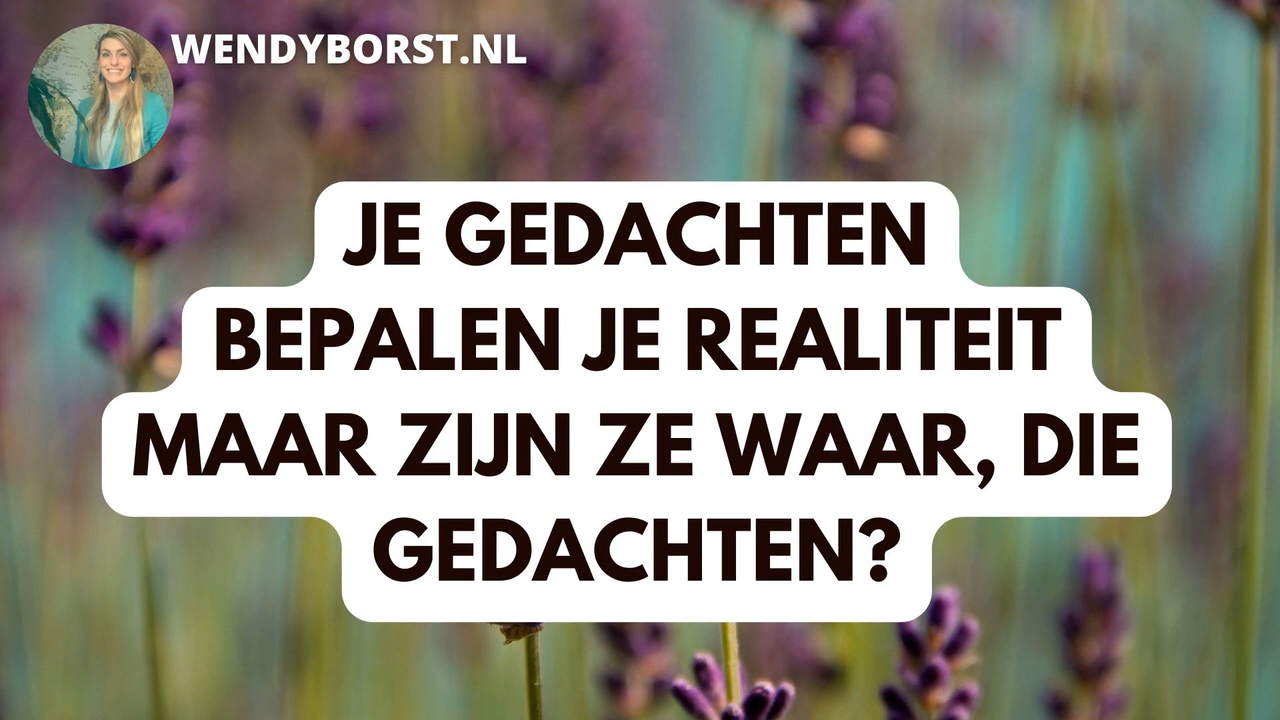 WENDYBORST.NL
JE GEDACHTEN
BEPALEN JE REALITEIT
MAAR ZIJN ZE WAAR, DIE
GEDACHTEN?